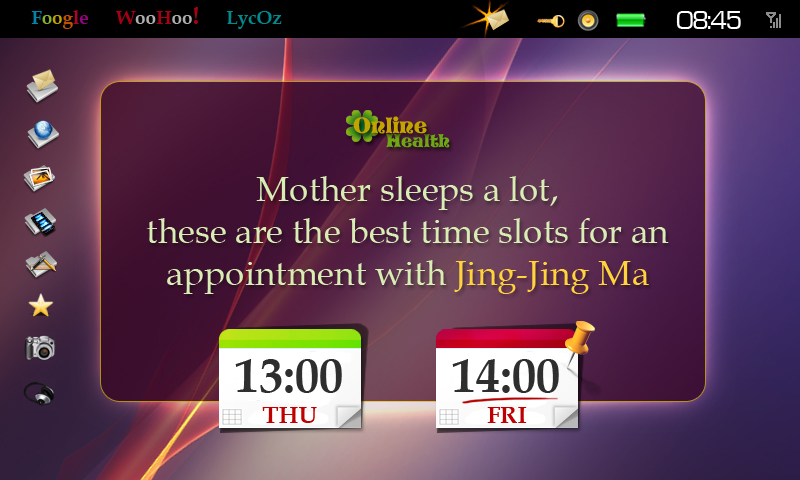 Foogle WooHoo! LycOz 08:45
Online
Health
Mother sleeps a lot,
these are the best time slots for an
appointment with Jing-Jing Ma
13:00 14:00
THU FRI